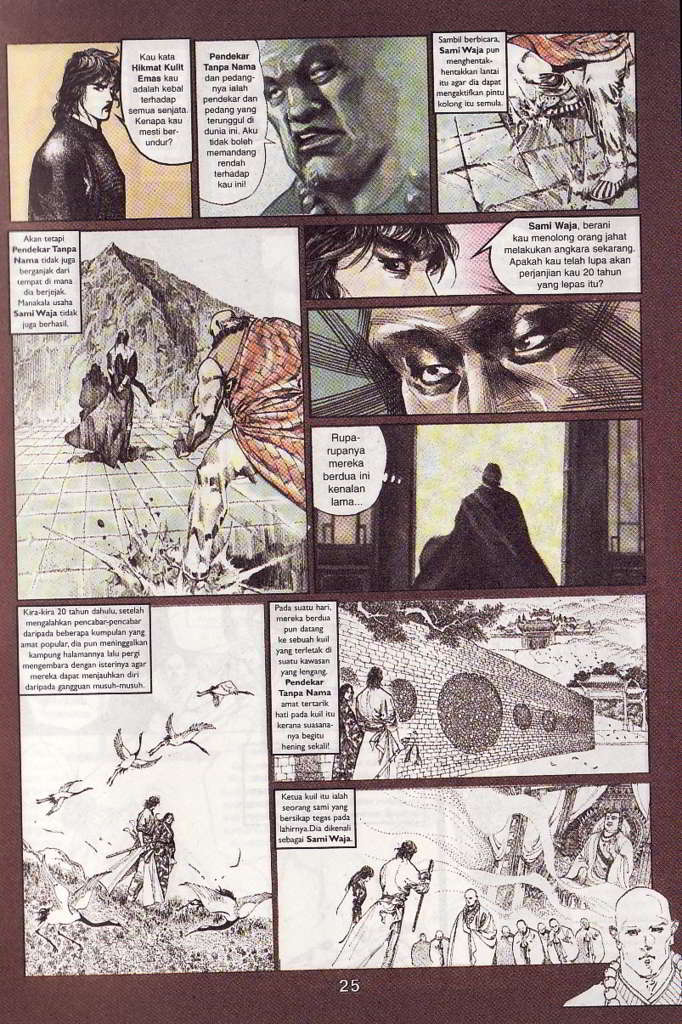 Kau kata
Hikmat Kulit
Emas kau
adalah kebal
terhadap
semua senjata.
Kenapa kau
mesti ber-
undur?
Pendekar
Tanpa Nama
dan pedang-
nya ialah
pendekar dan
pedang yang
terunggul di
dunia ini. Aku
tidak boleh
memandang
rendah
terhadap
kau ini!
Sambil berbicara,
Sami Waja pun
menghentak-
hentakkan lantai
itu agar dia dapat
mengaktifkan pintu
kolong itu semula.
Akan tetapi
Pendekar Tanpa
Nama tidak juga
berganjak dari
tempat di mana
dia berjejak.
Manakala usaha
Sami Waja tidak
juga berhasil.
Sami Waja, berani
kau menolong orang jahat
melakukan angkara sekarang.
Apakah kau telah lupa akan
perjanjian kau 20 tahun
yang lepas itu?
Rupa-
rupanya
mereka
berdua ini
kenalan
lama...
Kira-kira 20 tahun dahulu, setelah
mengalahkan pencabar-pencabar
daripada beberapa kumpulan yang
amat popular, dia pun meninggalkan
kampung halamannya lalu pergi
mengembara dengan isterinya agar
mereka dapat menjauhkan diri
daripada gangguan musuh-musuh.
Pada suatu hari,
mereka berdua
pun datang
ke sebuah kuil
yang terletak di
suatu kawasan
yang lengang.
Pendekar
Tanpa Nama
amat tertarik
hati pada kuil itu
kerana suasana-
nya begitu
hening sekali!
Ketua kuil itu ialah
seorang sami yang
bersikap tegas pada
lahirnya.Dia dikenali
sebagai Sami Waja.
25